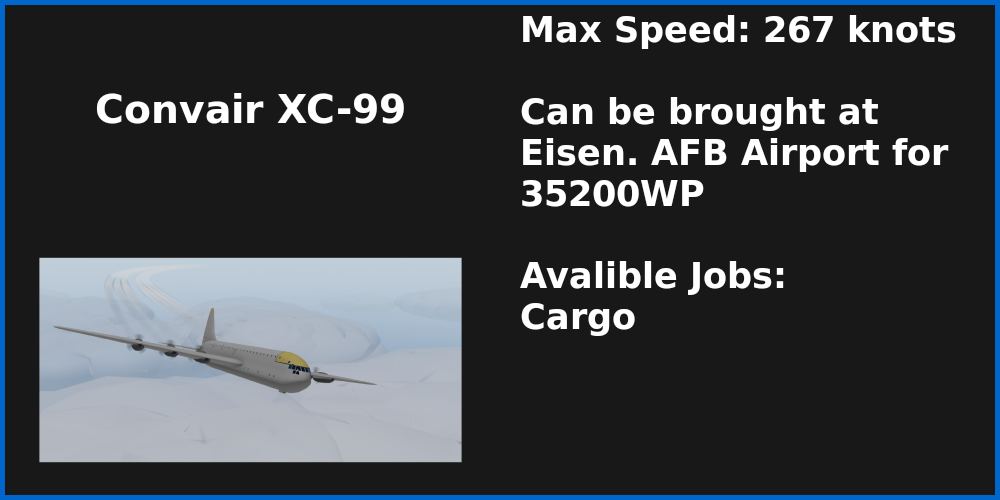 Convair XC-99
Max Speed: 267 knots
Can be brought at
Eisen. AFB Airport for
35200WP
Avalible Jobs:
Cargo